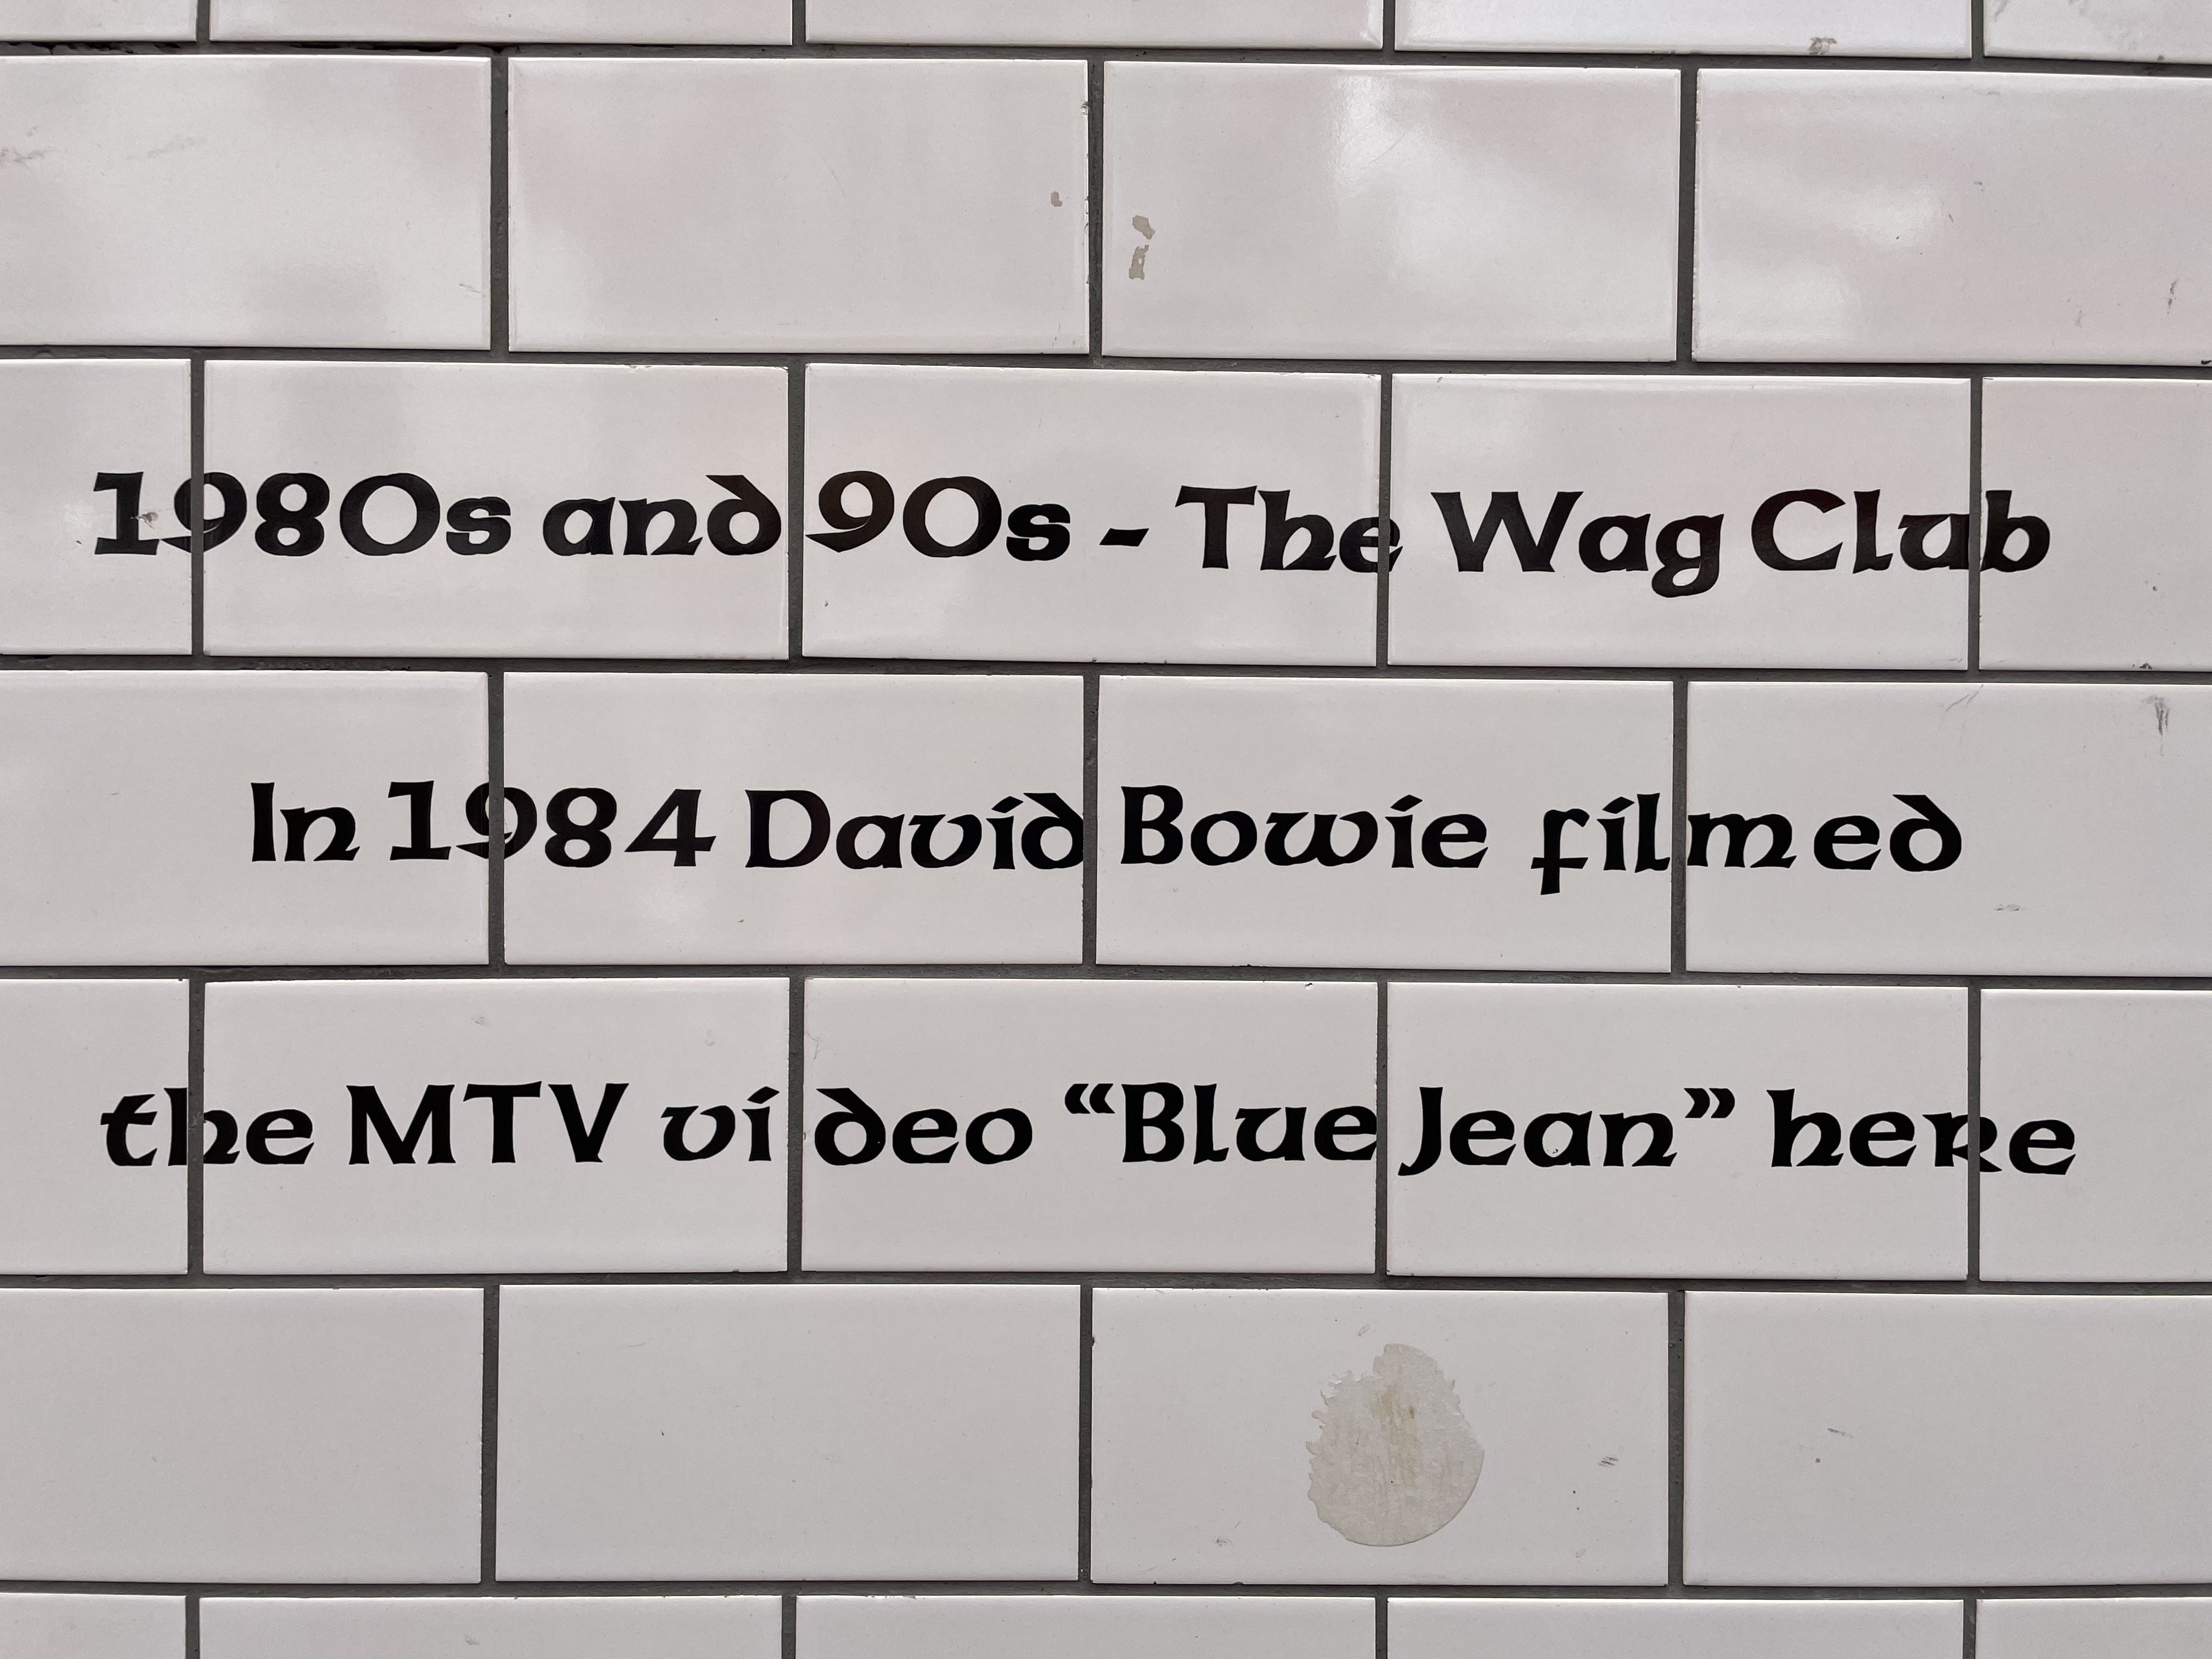 1980s and 90s - The Wag Club
In 1984 David Bowie filmed
the MTV video “Blue Jean” here